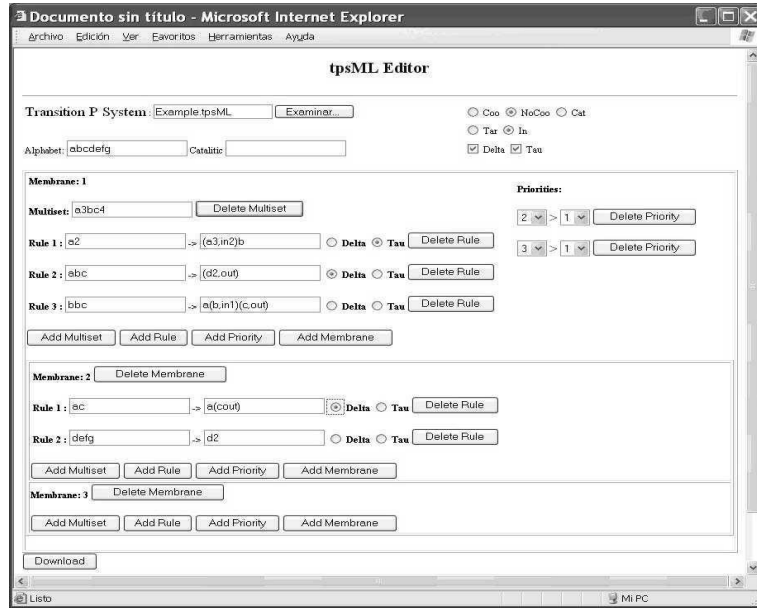 Documento sin título - Microsoft Internet Explorer
Archivo Edición Ver Favoritos Herramientas Ayuda
tpsML Editor
Transition P System : Example.tpsML Examinar... Coo NoCoo Cat
Tar In
Alphabet: abcdefg Catalitic Delta Tau
Membrane: 1
Priorities:
Multiset: a3bc4 Delete Multiset
2 > 1 Delete Priority
Rule 1 : a2 -> (a3,in2)b Delta Tau Delete Rule
3 > 1 Delete Priority
Rule 2 : abc -> (d2,out) Delta Tau Delete Rule
Rule 3 : bbc -> a(b,in1)(c,out) Delta Tau Delete Rule
Add Multiset Add Rule Add Priority Add Membrane
Membrane: 2 Delete Membrane
Rule 1 : ac -> a(cout) Delta Tau Delete Rule
Rule 2 : defg -> d2 Delta Tau Delete Rule
Add Multiset Add Rule Add Priority Add Membrane
Membrane: 3 Delete Membrane
Add Multiset Add Rule Add Priority Add Membrane
Download
Listo Mi PC